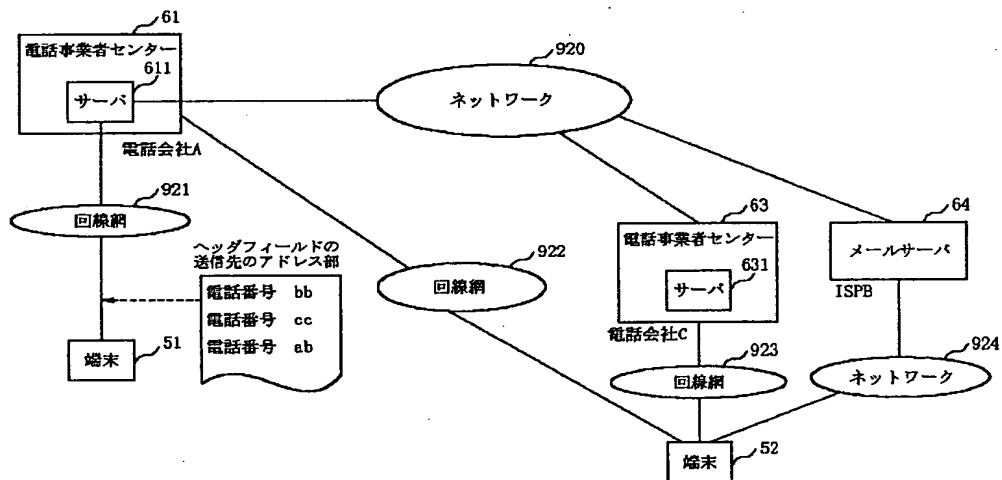 61
電話事業者センター
611
サーバ
電話会社A
920
ネットワーク
921
回線網
ヘッダフィールドの
送信先のアドレス部
電話番号 bb
電話番号 cc
電話番号 ab
端末
51
922
回線網
63
電話事業者センター
631
サーバ
電話会社C
64
メールサーバ
ISPB
923
回線網
924
ネットワーク
端末
52